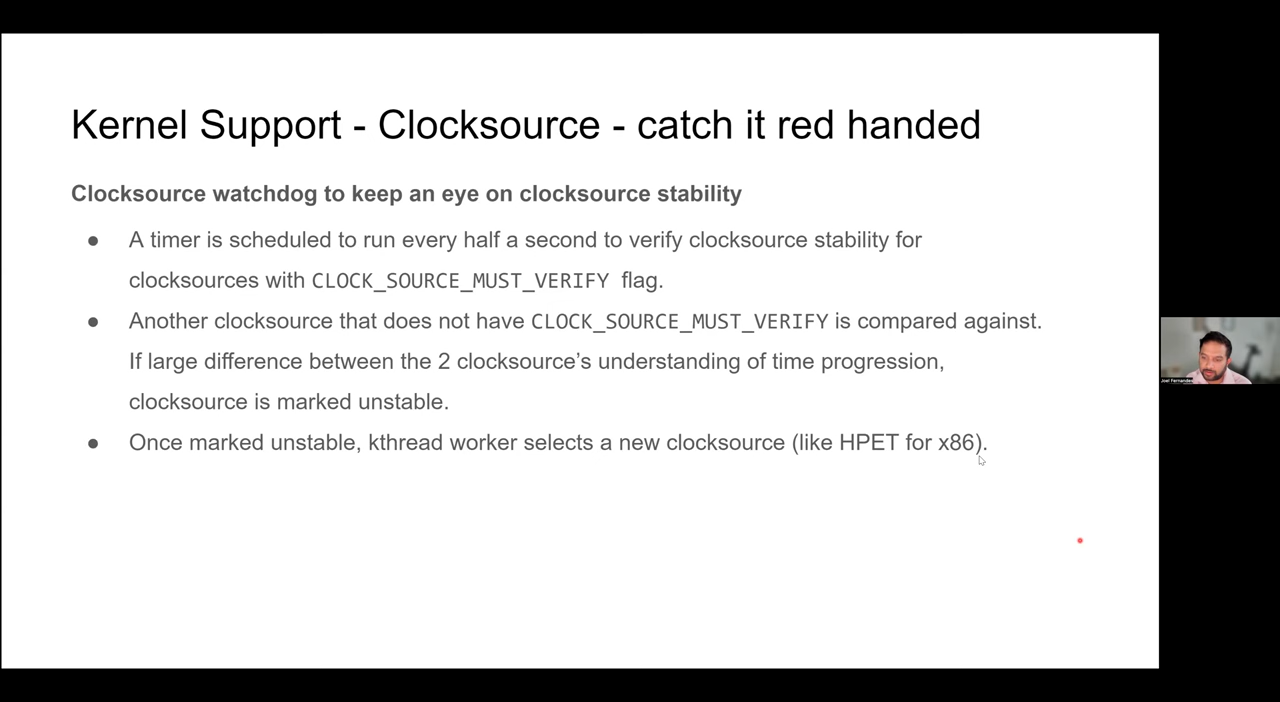 Kernel Support - Clocksource - catch it red handed
Clocksource watchdog to keep an eye on clocksource stability
● A timer is scheduled to run every half a second to verify clocksource stability for
clocksources with CLOCK_SOURCE_MUST_VERIFY flag.
● Another clocksource that does not have CLOCK_SOURCE_MUST_VERIFY is compared against.
If large difference between the 2 clocksource’s understanding of time progression,
clocksource is marked unstable.
● Once marked unstable, kthread worker selects a new clocksource (like HPET for x86).
Joel Fernandes